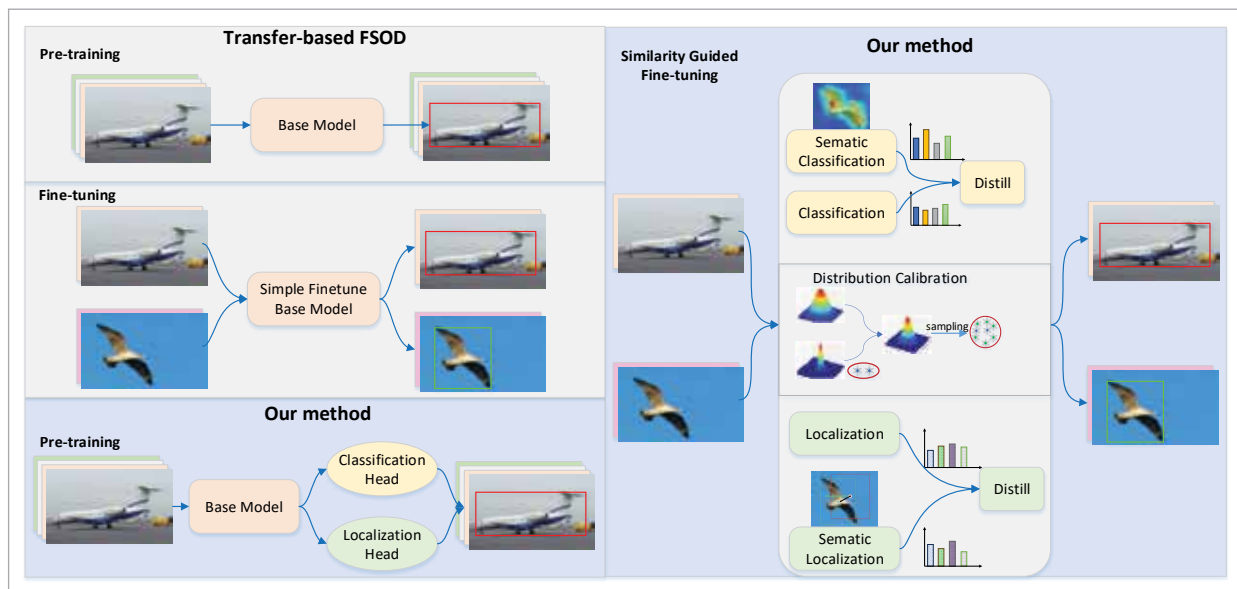 Transfer-based FSOD
Pre-training
Base Model
Fine-tuning
Simple Finetune
Base Model
Our method
Pre-training
Base Model
Classification
Head
Localization
Head
Our method
Similarity Guided
Fine-tuning
Sematic
Classification
Classification
Distill
Distribution Calibration
sampling
Localization
Sematic
Localization
Distill